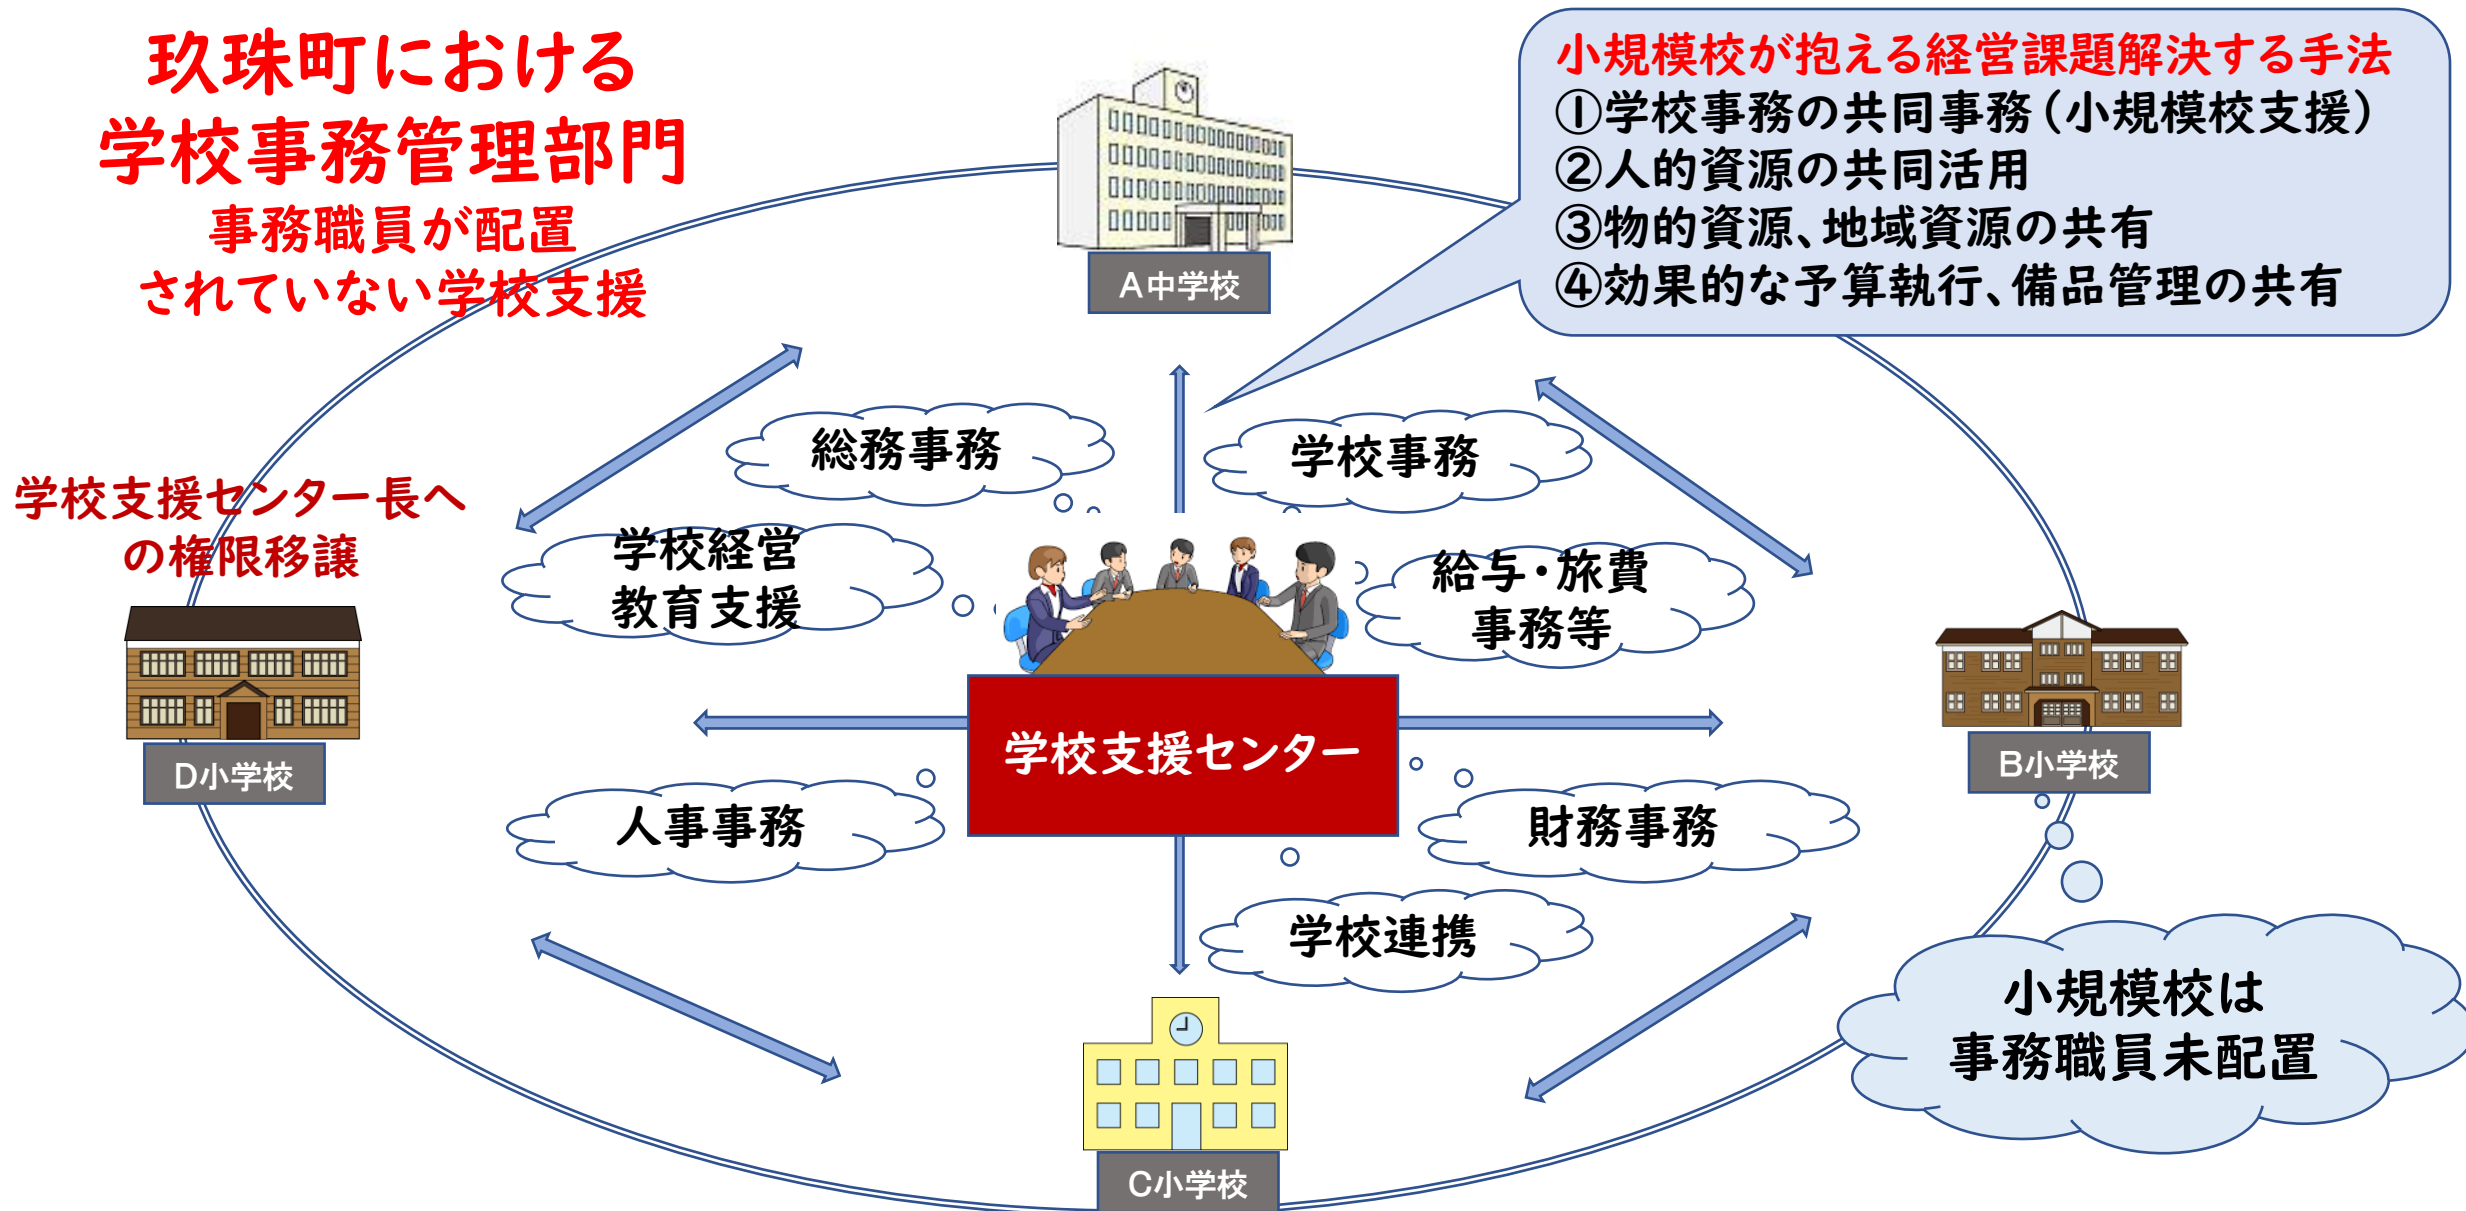 玖珠町における
学校事務管理部門
事務職員が配置
されていない学校支援
小規模校が抱える経営課題解決する手法
①学校事務の共同事務（小規模校支援）
②人的資源の共同活用
③物的資源、地域資源の共有
④効果的な予算執行、備品管理の共有
A中学校
総務事務
学校事務
学校支援センター長へ
の権限移譲
学校経営
教育支援
給与・旅費
事務等
学校支援センター
D小学校
B小学校
人事事務
財務事務
学校連携
小規模校は
事務職員未配置
C小学校